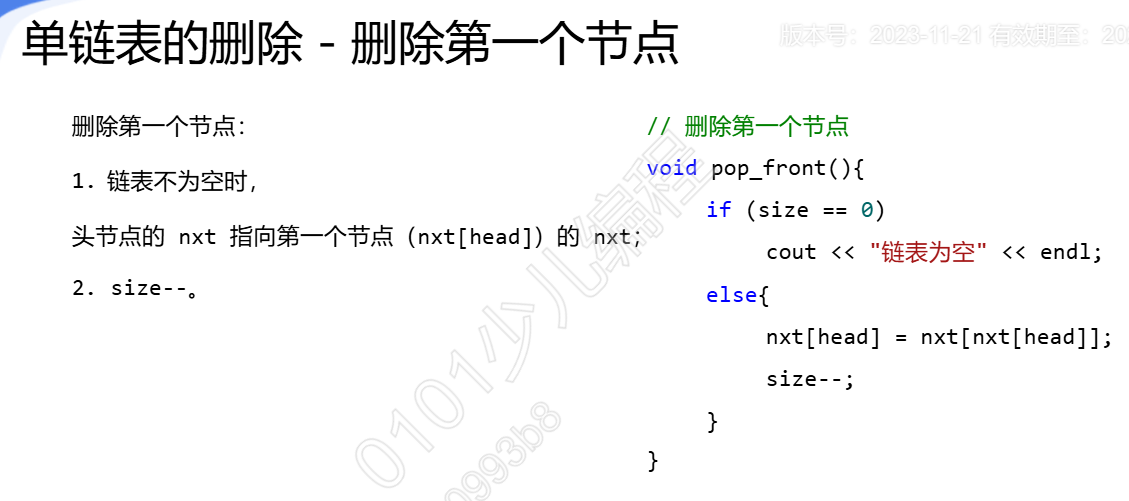 单链表的删除 - 删除第一个节点
版本号：2023-11-21 有效期至：20
删除第一个节点：
1. 链表不为空时，
头节点的 nxt 指向第一个节点（nxt[head]）的 nxt；
2. size--。
// 删除第一个节点
void pop_front(){
if (size == 0)
cout << "链表为空" << endl;
else{
nxt[head] = nxt[nxt[head]];
size--;
}
}
0101少儿编程
0993b8